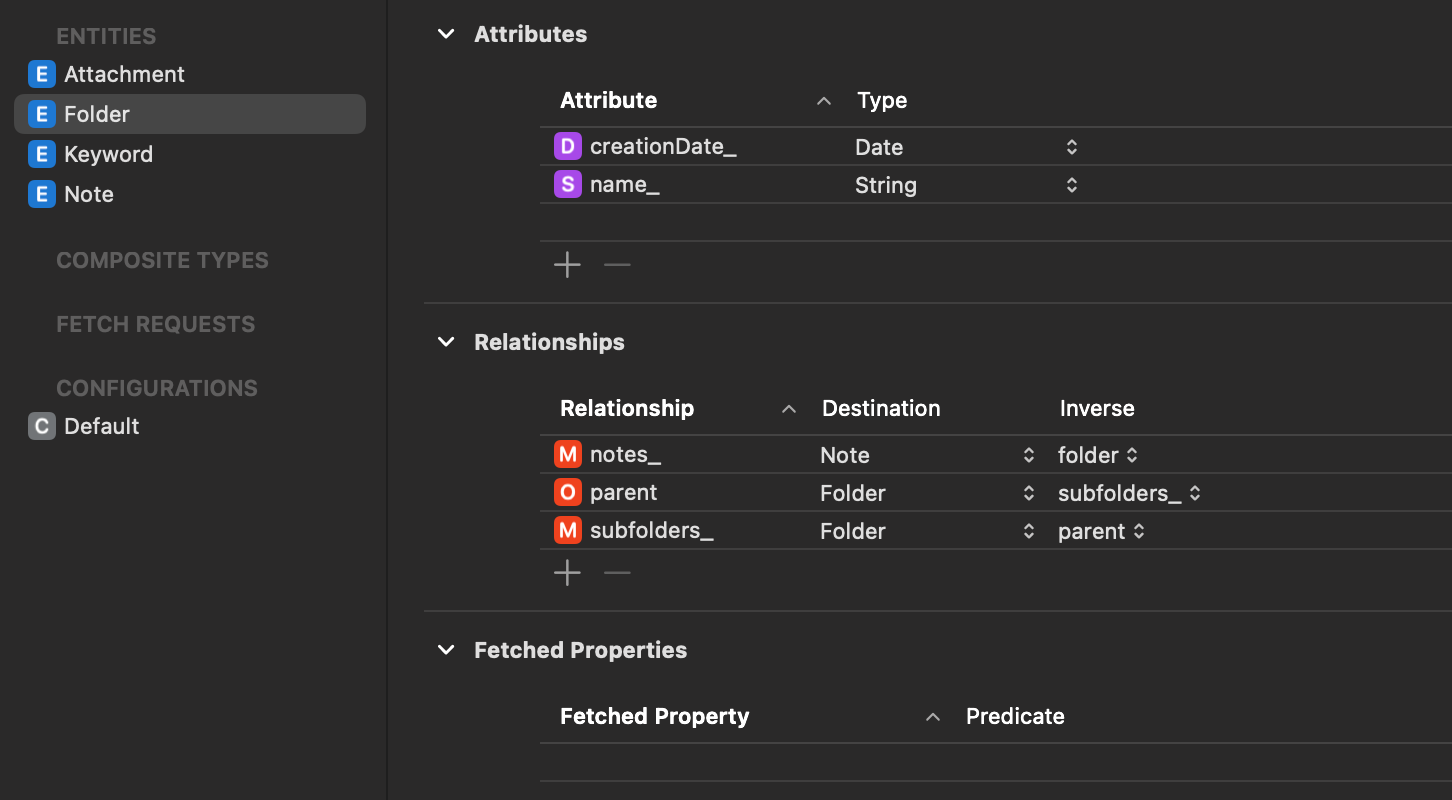 ENTITIES
E Attachment
E Folder
E Keyword
E Note
COMPOSITE TYPES
FETCH REQUESTS
CONFIGURATIONS
C Default
Attributes
Attribute Type
D creationDate_ Date
S name_ String
Relationships
Relationship Destination Inverse
M notes_ Note folder
O parent Folder subfolders_
M subfolders_ Folder parent
Fetched Properties
Fetched Property Predicate